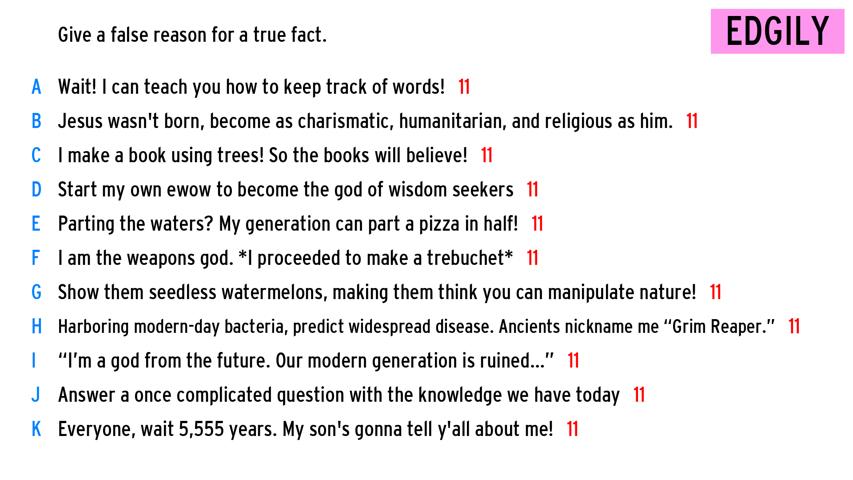 Give a false reason for a true fact.
EDGILY
A Wait! I can teach you how to keep track of words! 11
B Jesus wasn't born, become as charismatic, humanitarian, and religious as him. 11
C I make a book using trees! So the books will believe! 11
D Start my own ewow to become the god of wisdom seekers 11
E Parting the waters? My generation can part a pizza in half! 11
F I am the weapons god. *I proceeded to make a trebuchet* 11
G Show them seedless watermelons, making them think you can manipulate nature! 11
H Harboring modern-day bacteria, predict widespread disease. Ancients nickname me “Grim Reaper.” 11
I “I’m a god from the future. Our modern generation is ruined...” 11
J Answer a once complicated question with the knowledge we have today 11
K Everyone, wait 5,555 years. My son's gonna tell y'all about me! 11